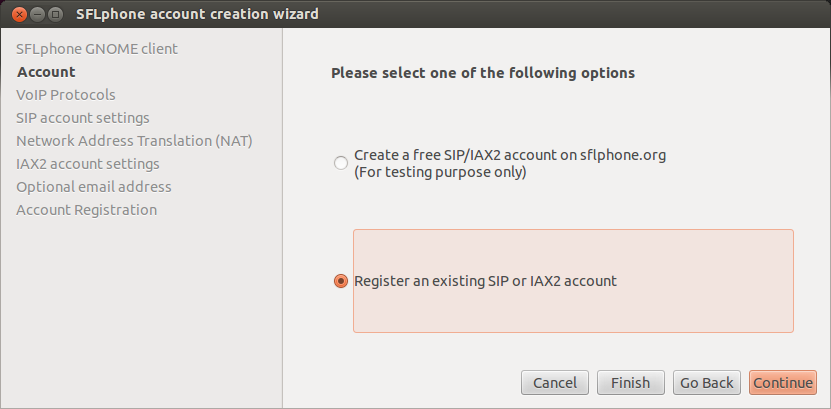 SFLphone account creation wizard
SFLphone GNOME client
Account
VoIP Protocols
SIP account settings
Network Address Translation (NAT)
IAX2 account settings
Optional email address
Account Registration
Please select one of the following options
Create a free SIP/IAX2 account on sflphone.org
(For testing purpose only)
Register an existing SIP or IAX2 account
Cancel
Finish
Go Back
Continue